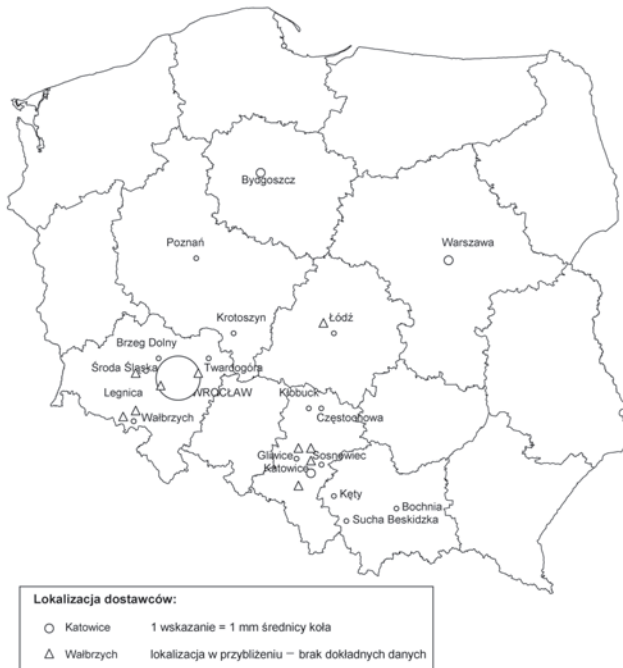 Bydgoszcz
Poznań
Warszawa
Krotoszyn
Łódź
Brzeg Dolny
Środa Śląska
Twardogóra
Legnica
WROCŁAW
Kłobuck
Wałbrzych
Częstochowa
Gliwice
Sosnowiec
Katowice
Kęty
Bochnia
Sucha Beskidzka
Lokalizacja dostawców:
Katowice 1 wskazanie = 1 mm średnicy koła
Wałbrzych lokalizacja w przybliżeniu – brak dokładnych danych